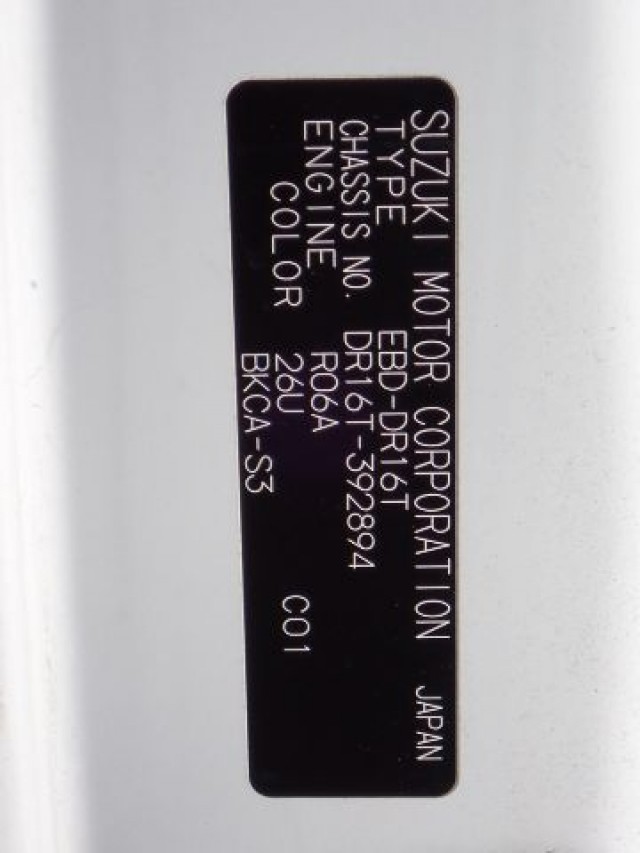 SUZUKI MOTOR CORPORATION JAPAN
TYPE EBD-DR16T
CHASSIS NO. DR16T-392894
ENGINE R06A
COLOR 26U C01
BKCA-S3